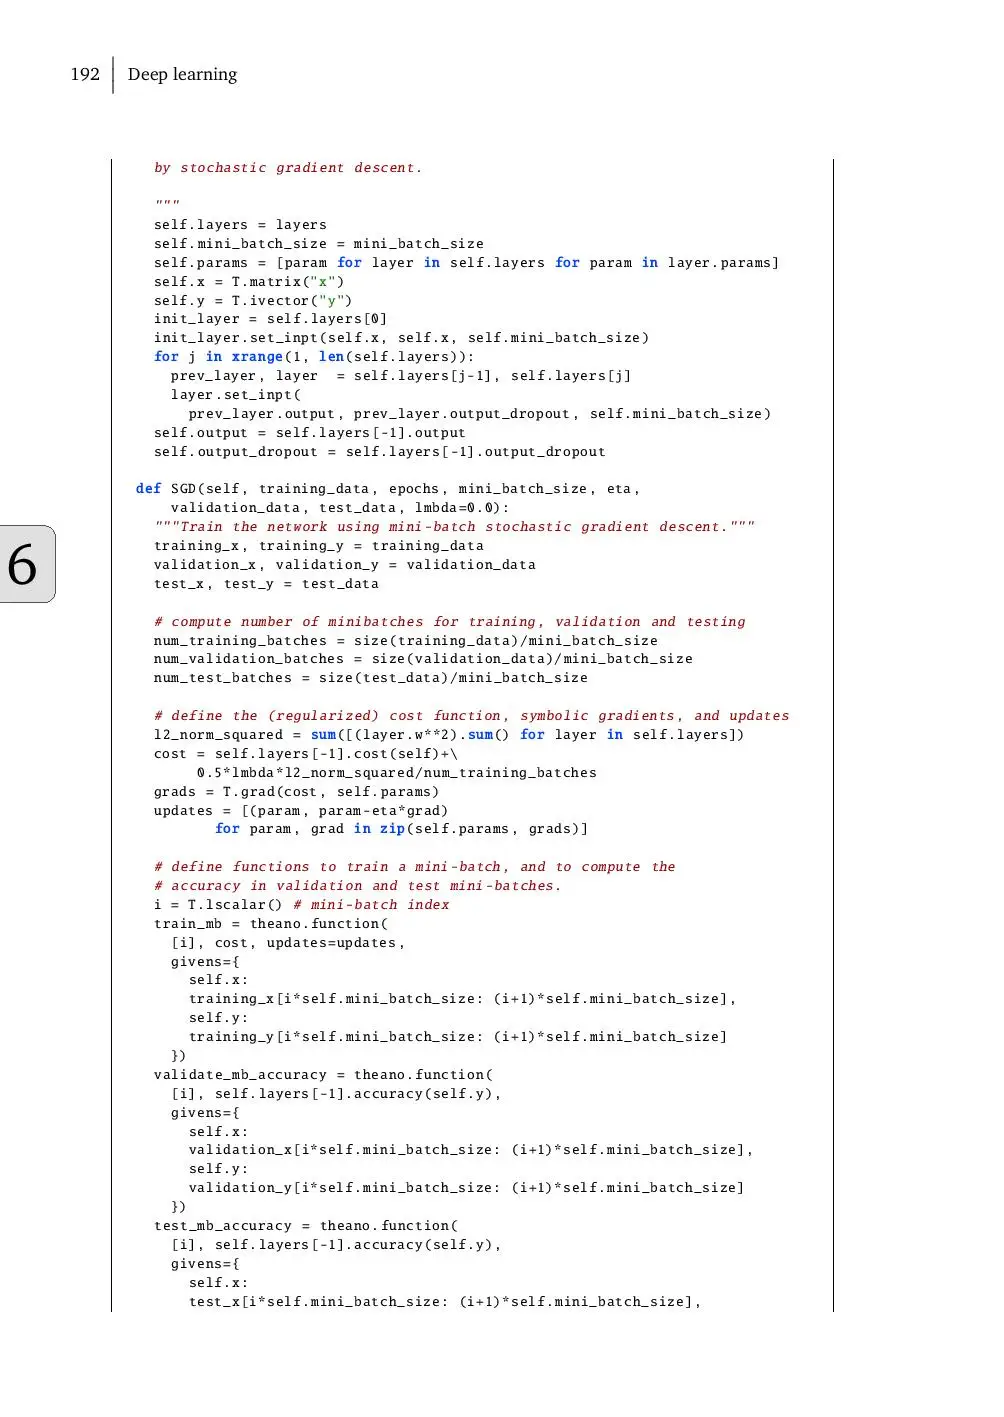 192 Deep learning
by stochastic gradient descent.
"""
self.layers = layers
self.mini_batch_size = mini_batch_size
self.params = [param for layer in self.layers for param in layer.params]
self.x = T.matrix("x")
self.y = T.ivector("y")
init_layer = self.layers[0]
init_layer.set_inpt(self.x, self.x, self.mini_batch_size)
for j in xrange(1, len(self.layers)):
prev_layer, layer  = self.layers[j-1], self.layers[j]
layer.set_inpt(
prev_layer.output, prev_layer.output_dropout, self.mini_batch_size)
self.output = self.layers[-1].output
self.output_dropout = self.layers[-1].output_dropout
def SGD(self, training_data, epochs, mini_batch_size, eta,
validation_data, test_data, lmbda=0.0):
"""Train the network using mini-batch stochastic gradient descent."""
training_x, training_y = training_data
validation_x, validation_y = validation_data
test_x, test_y = test_data
6
# compute number of minibatches for training, validation and testing
num_training_batches = size(training_data)/mini_batch_size
num_validation_batches = size(validation_data)/mini_batch_size
num_test_batches = size(test_data)/mini_batch_size
# define the (regularized) cost function, symbolic gradients, and updates
l2_norm_squared = sum([(layer.w**2).sum() for layer in self.layers])
cost = self.layers[-1].cost(self)+\
0.5*lmbda*l2_norm_squared/num_training_batches
grads = T.grad(cost, self.params)
updates = [(param, param-eta*grad)
for param, grad in zip(self.params, grads)]
# define functions to train a mini-batch, and to compute the
# accuracy in validation and test mini-batches.
i = T.lscalar() # mini-batch index
train_mb = theano.function(
[i], cost, updates=updates,
givens={
self.x:
training_x[i*self.mini_batch_size: (i+1)*self.mini_batch_size],
self.y:
training_y[i*self.mini_batch_size: (i+1)*self.mini_batch_size]
})
validate_mb_accuracy = theano.function(
[i], self.layers[-1].accuracy(self.y),
givens={
self.x:
validation_x[i*self.mini_batch_size: (i+1)*self.mini_batch_size],
self.y:
validation_y[i*self.mini_batch_size: (i+1)*self.mini_batch_size]
})
test_mb_accuracy = theano.function(
[i], self.layers[-1].accuracy(self.y),
givens={
self.x:
test_x[i*self.mini_batch_size: (i+1)*self.mini_batch_size],